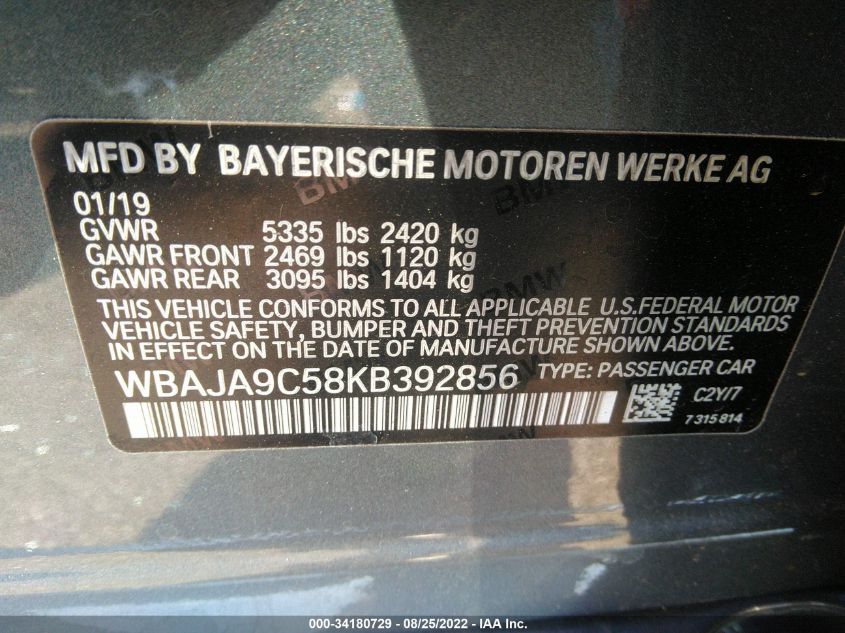 MFD BY BAYERISCHE MOTOREN WERKE AG
01/19
GVWR 5335 lbs 2420 kg
GAWR FRONT 2469 lbs 1120 kg
GAWR REAR 3095 lbs 1404 kg
THIS VEHICLE CONFORMS TO ALL APPLICABLE U.S.FEDERAL MOTOR
VEHICLE SAFETY, BUMPER AND THEFT PREVENTION STANDARDS
IN EFFECT ON THE DATE OF MANUFACTURE SHOWN ABOVE.
WBAJA9C58KB392856 TYPE: PASSENGER CAR
C2Y/7
7 315 814
000-34180729 - 08/25/2022 - IAA Inc.